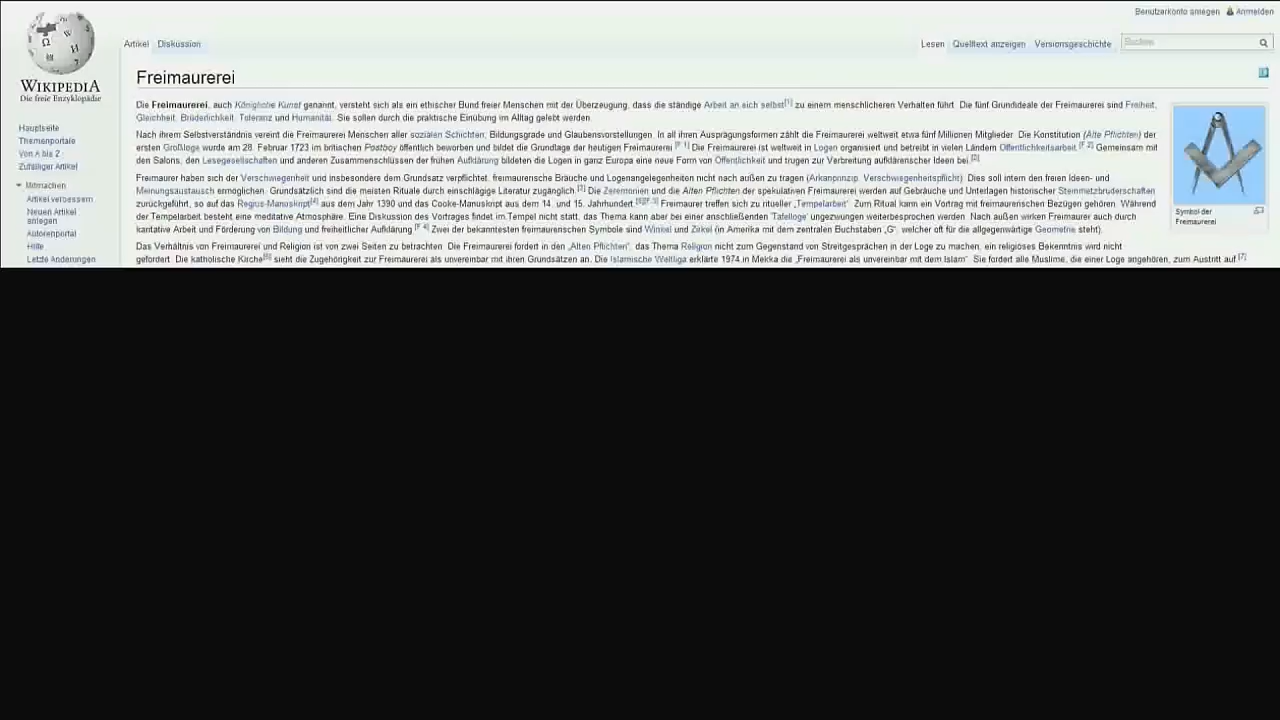 Benutzerkonto anlegen Anmelden
WIKIPEDIA
Die freie Enzyklopädie
Artikel Diskussion
Lesen Quelltext anzeigen Versionsgeschichte
Suchen
Freimaurerei
Die Freimaurerei, auch Königliche Kunst genannt, versteht sich als ein ethischer Bund freier Menschen mit der Überzeugung, dass die ständige Arbeit an sich selbst[1] zu einem menschlicheren Verhalten führt. Die fünf Grundideale der Freimaurerei sind Freiheit,
Gleichheit, Brüderlichkeit, Toleranz und Humanität. Sie sollen durch die praktische Einübung im Alltag gelebt werden.
Nach ihrem Selbstverständnis vereint die Freimaurerei Menschen aller sozialen Schichten, Bildungsgrade und Glaubensvorstellungen. In all ihren Ausprägungsformen zählt die Freimaurerei weltweit etwa fünf Millionen Mitglieder. Die Konstitution (Alte Pflichten) der
ersten Großloge wurde am 28. Februar 1723 im britischen Postboy öffentlich beworben und bildet die Grundlage der heutigen Freimaurerei.[F 1] Die Freimaurerei ist weltweit in Logen organisiert und betreibt in vielen Ländern Öffentlichkeitsarbeit.[F 2] Gemeinsam mit
den Salons, den Lesegesellschaften und anderen Zusammenschlüssen der frühen Aufklärung bildeten die Logen in ganz Europa eine neue Form von Öffentlichkeit und trugen zur Verbreitung aufklärerischer Ideen bei.[2]
Freimaurer haben sich der Verschwiegenheit und insbesondere dem Grundsatz verpflichtet, freimaurerische Bräuche und Logenangelegenheiten nicht nach außen zu tragen (Arkanprinzip, Verschwiegenheitspflicht). Dies soll intern den freien Ideen- und
Meinungsaustausch ermöglichen. Grundsätzlich sind die meisten Rituale durch einschlägige Literatur zugänglich.[3] Die Zeremonien und die Alten Pflichten der spekulativen Freimaurerei werden auf Gebräuche und Unterlagen historischer Steinmetzbruderschaften
zurückgeführt, so auf das Regius-Manuskript[4] aus dem Jahr 1390 und das Cooke-Manuskript aus dem 14. und 15. Jahrhundert.[5][F 3] Freimaurer treffen sich zu ritueller „Tempelarbeit“. Zum Ritual kann ein Vortrag mit freimaurerischen Bezügen gehören. Während
der Tempelarbeit besteht eine meditative Atmosphäre. Eine Diskussion des Vortrages findet im Tempel nicht statt, das Thema kann aber bei einer anschließenden 'Tafelloge' ungezwungen weiterbesprochen werden. Nach außen wirken Freimaurer auch durch
karitative Arbeit und Förderung von Bildung und freiheitlicher Aufklärung.[F 4] Zwei der bekanntesten freimaurerischen Symbole sind Winkel und Zirkel (in Amerika mit dem zentralen Buchstaben „G“, welcher oft für die allgegenwärtige Geometrie steht).
Das Verhältnis von Freimaurerei und Religion ist von zwei Seiten zu betrachten. Die Freimaurerei fordert in den „Alten Pflichten“, das Thema Religion nicht zum Gegenstand von Streitgesprächen in der Loge zu machen, ein religiöses Bekenntnis wird nicht
gefordert. Die katholische Kirche[6] sieht die Zugehörigkeit zur Freimaurerei als unvereinbar mit ihren Grundsätzen an. Die Islamische Weltliga erklärte 1974 in Mekka die „Freimaurerei als unvereinbar mit dem Islam“. Sie fordert alle Muslime, die einer Loge angehören, zum Austritt auf.[7]
Symbol der
Freimaurerei
Hauptseite
Themenportale
Von A bis Z
Zufälliger Artikel
Mitmachen
Artikel verbessern
Neuen Artikel
anlegen
Autorenportal
Hilfe
Letzte Änderungen